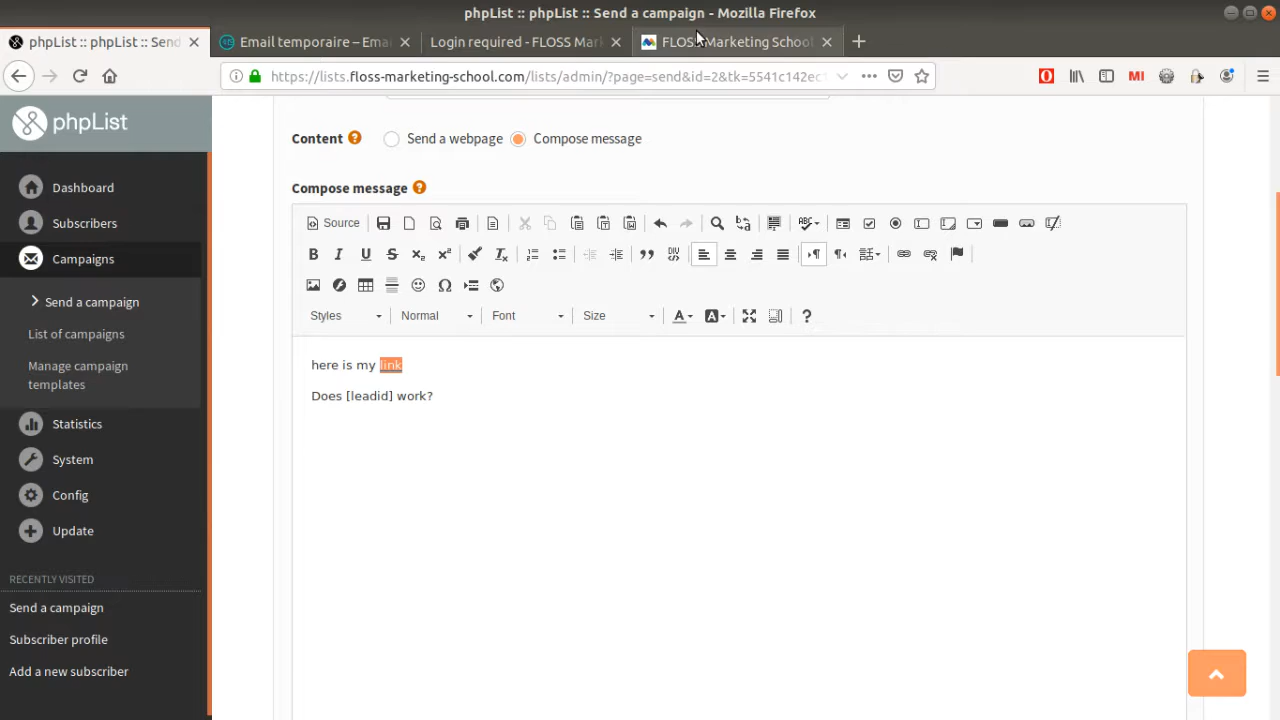 phpList :: phpList :: Send a campaign - Mozilla Firefox
phpList :: phpList :: Send
Email temporaire – Ema
Login required - FLOSS Mar
FLOSS Marketing School
https://lists.floss-marketing-school.com/lists/admin/?page=send&id=2&tk=5541c142ec
phpList
Dashboard
Subscribers
Campaigns
Send a campaign
List of campaigns
Manage campaign
templates
Statistics
System
Config
Update
RECENTLY VISITED
Send a campaign
Subscriber profile
Add a new subscriber
Content ? Send a webpage Compose message
Compose message ?
Source
Styles Normal Font Size
here is my link
Does [leadid] work?